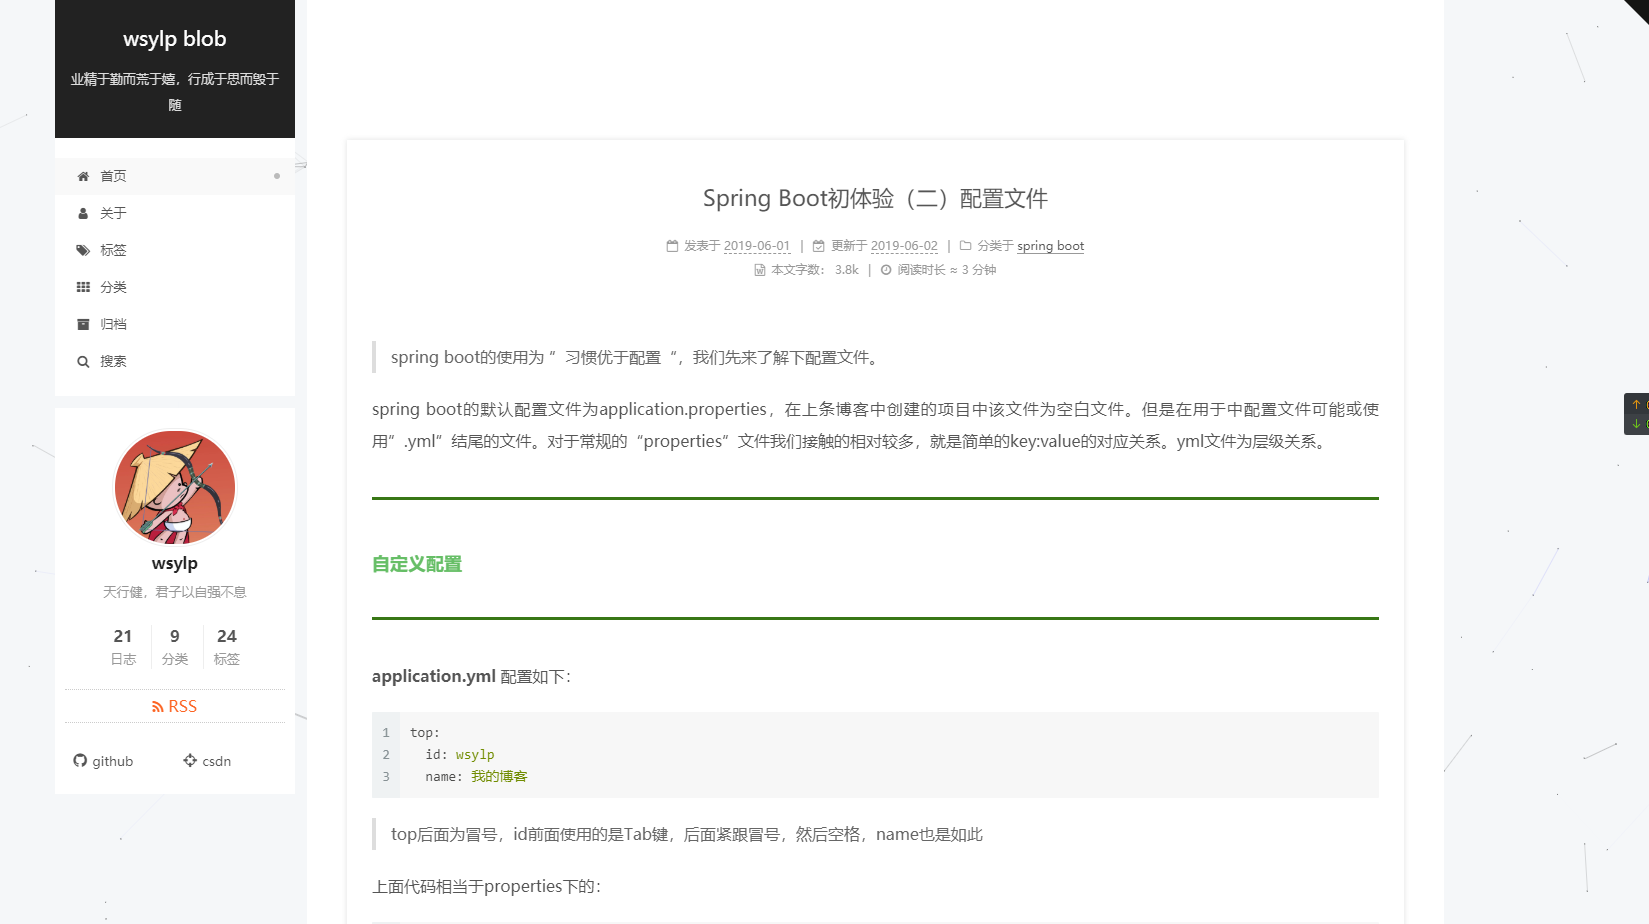 wsylp blob
业精于勤而荒于嬉，行成于思而毁于
随
首页
关于
标签
分类
归档
搜索
wsylp
天行健，君子以自强不息
21 9 24
日志 分类 标签
RSS
github csdn
Spring Boot初体验（二）配置文件
发表于 2019-06-01 | 更新于 2019-06-02 | 分类于 spring boot
本文字数： 3.8k | 阅读时长 ≈ 3 分钟
spring boot的使用为＂ 习惯优于配置 “，我们先来了解下配置文件。
spring boot的默认配置文件为application.properties，在上条博客中创建的项目中该文件为空白文件。但是在用于中配置文件可能或使
用”.yml”结尾的文件。对于常规的“properties”文件我们接触的相对较多，就是简单的key:value的对应关系。yml文件为层级关系。
自定义配置
application.yml 配置如下：
1 top:
2 id: wsylp
3 name: 我的博客
top后面为冒号，id前面使用的是Tab键，后面紧跟冒号，然后空格，name也是如此
上面代码相当于properties下的：